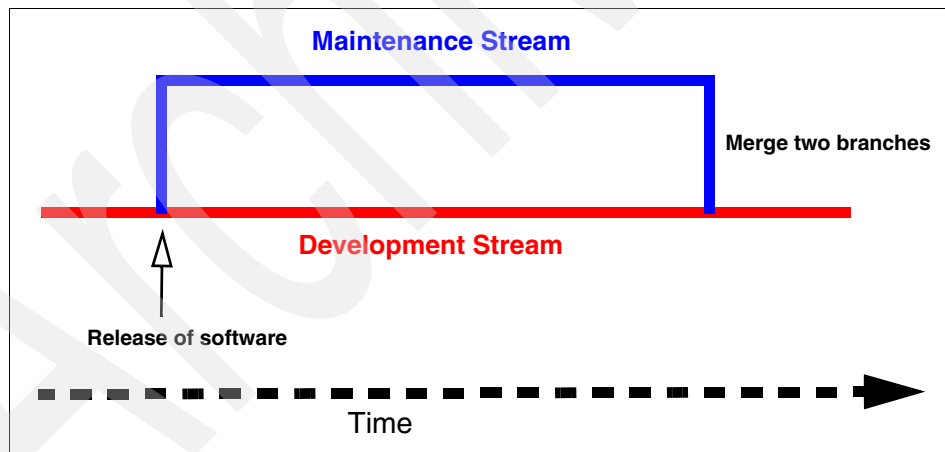 Maintenance Stream
Merge two branches
Development Stream
Release of software
Time